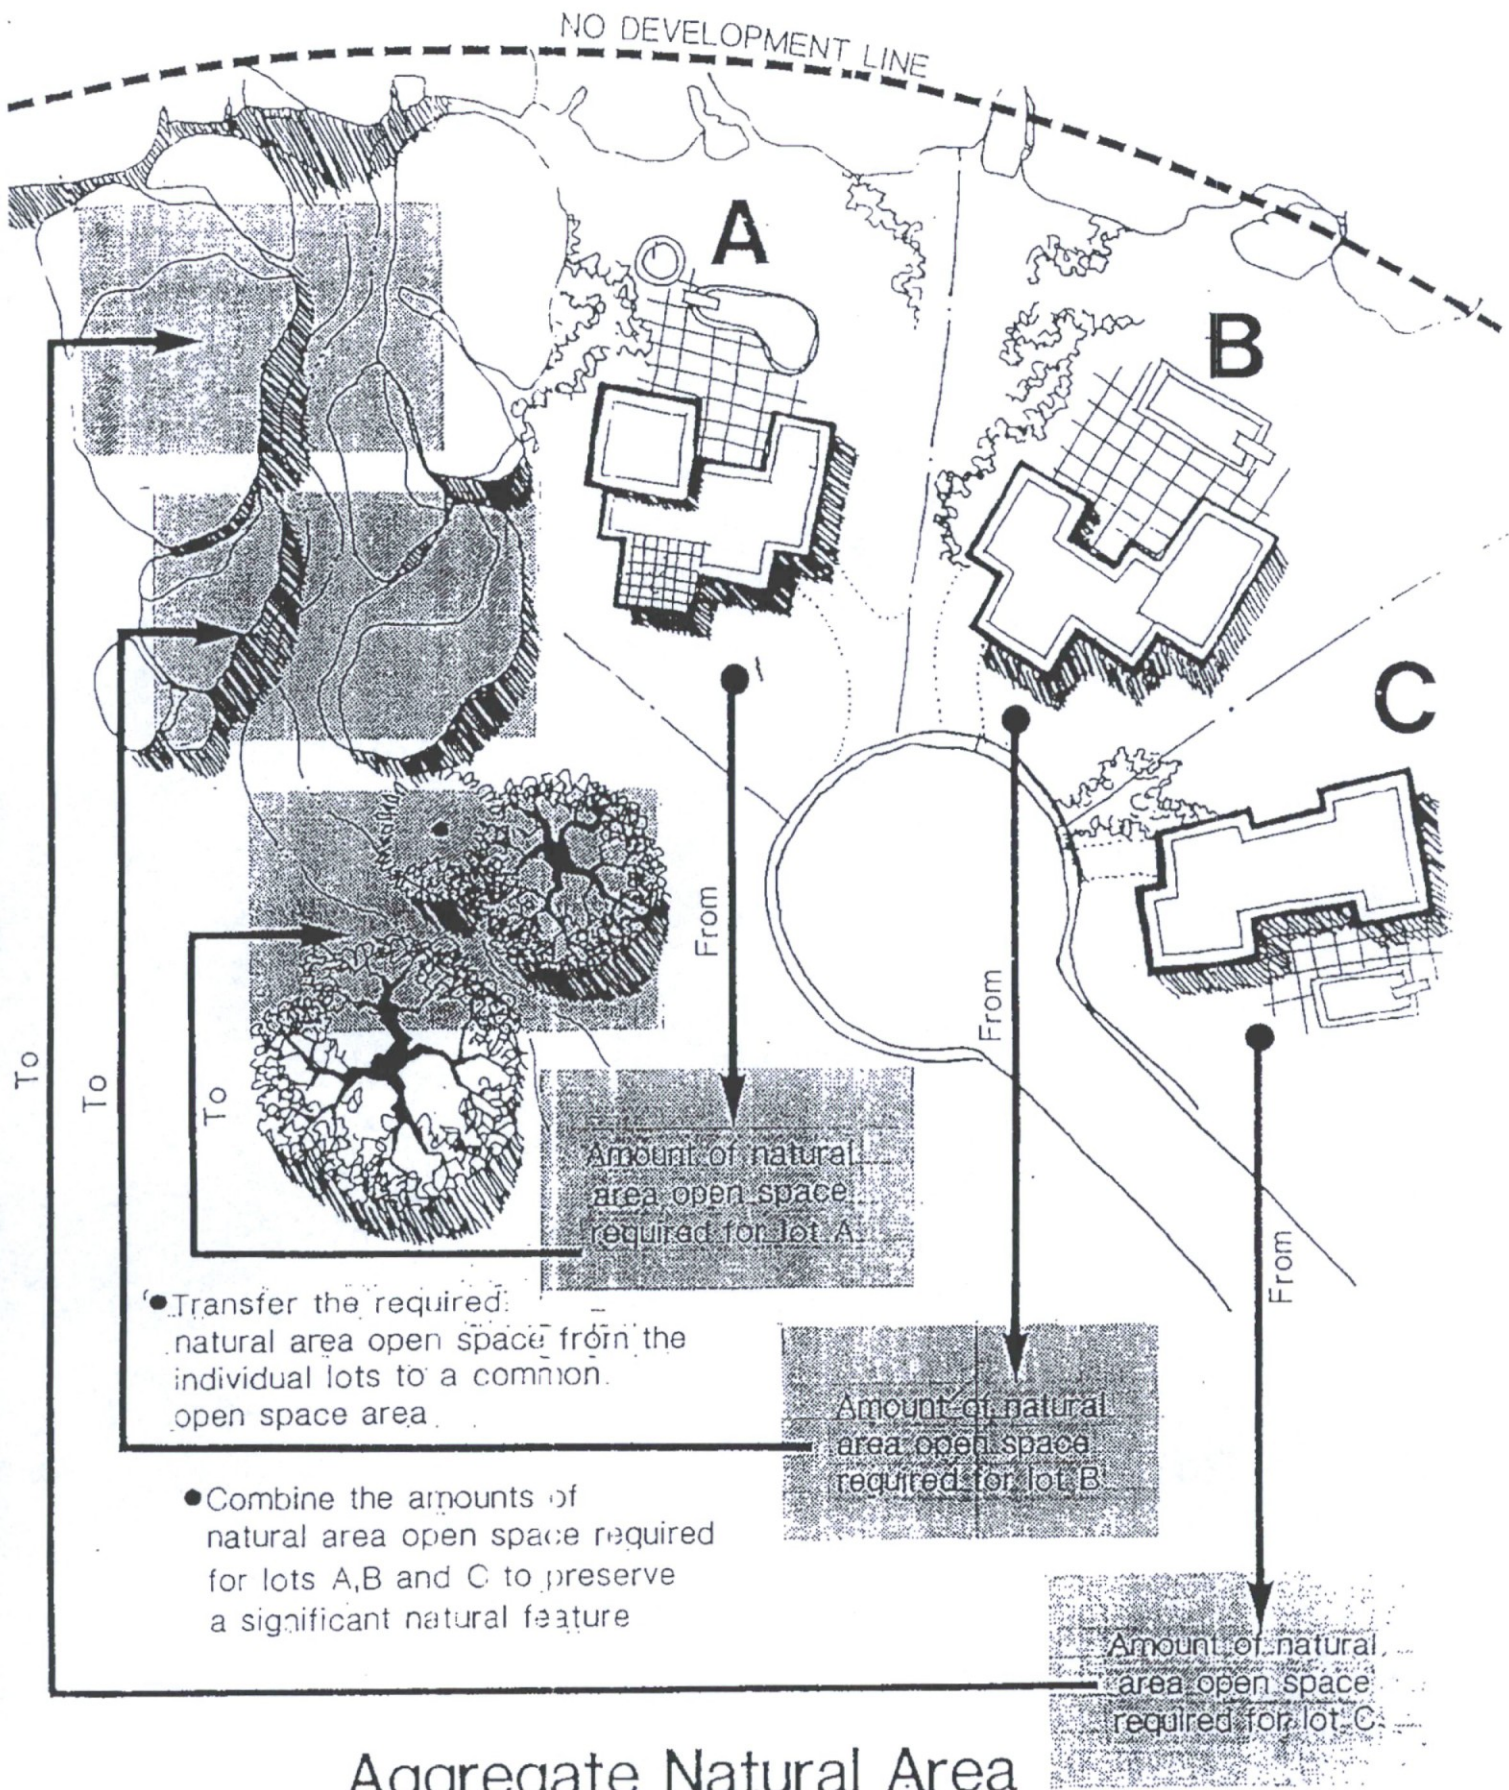 NO DEVELOPMENT LINE
A
B
C
From
From
From
To
To
To
Amount of natural
area open space
required for lot A
• Transfer the required
natural area open space from the
individual lots to a common
open space area
Amount of natural
area open space
required for lot B
• Combine the amounts of
natural area open space required
for lots A,B and C to preserve
a significant natural feature
Amount of natural
area open space
required for lot C
Aggregate Natural Area